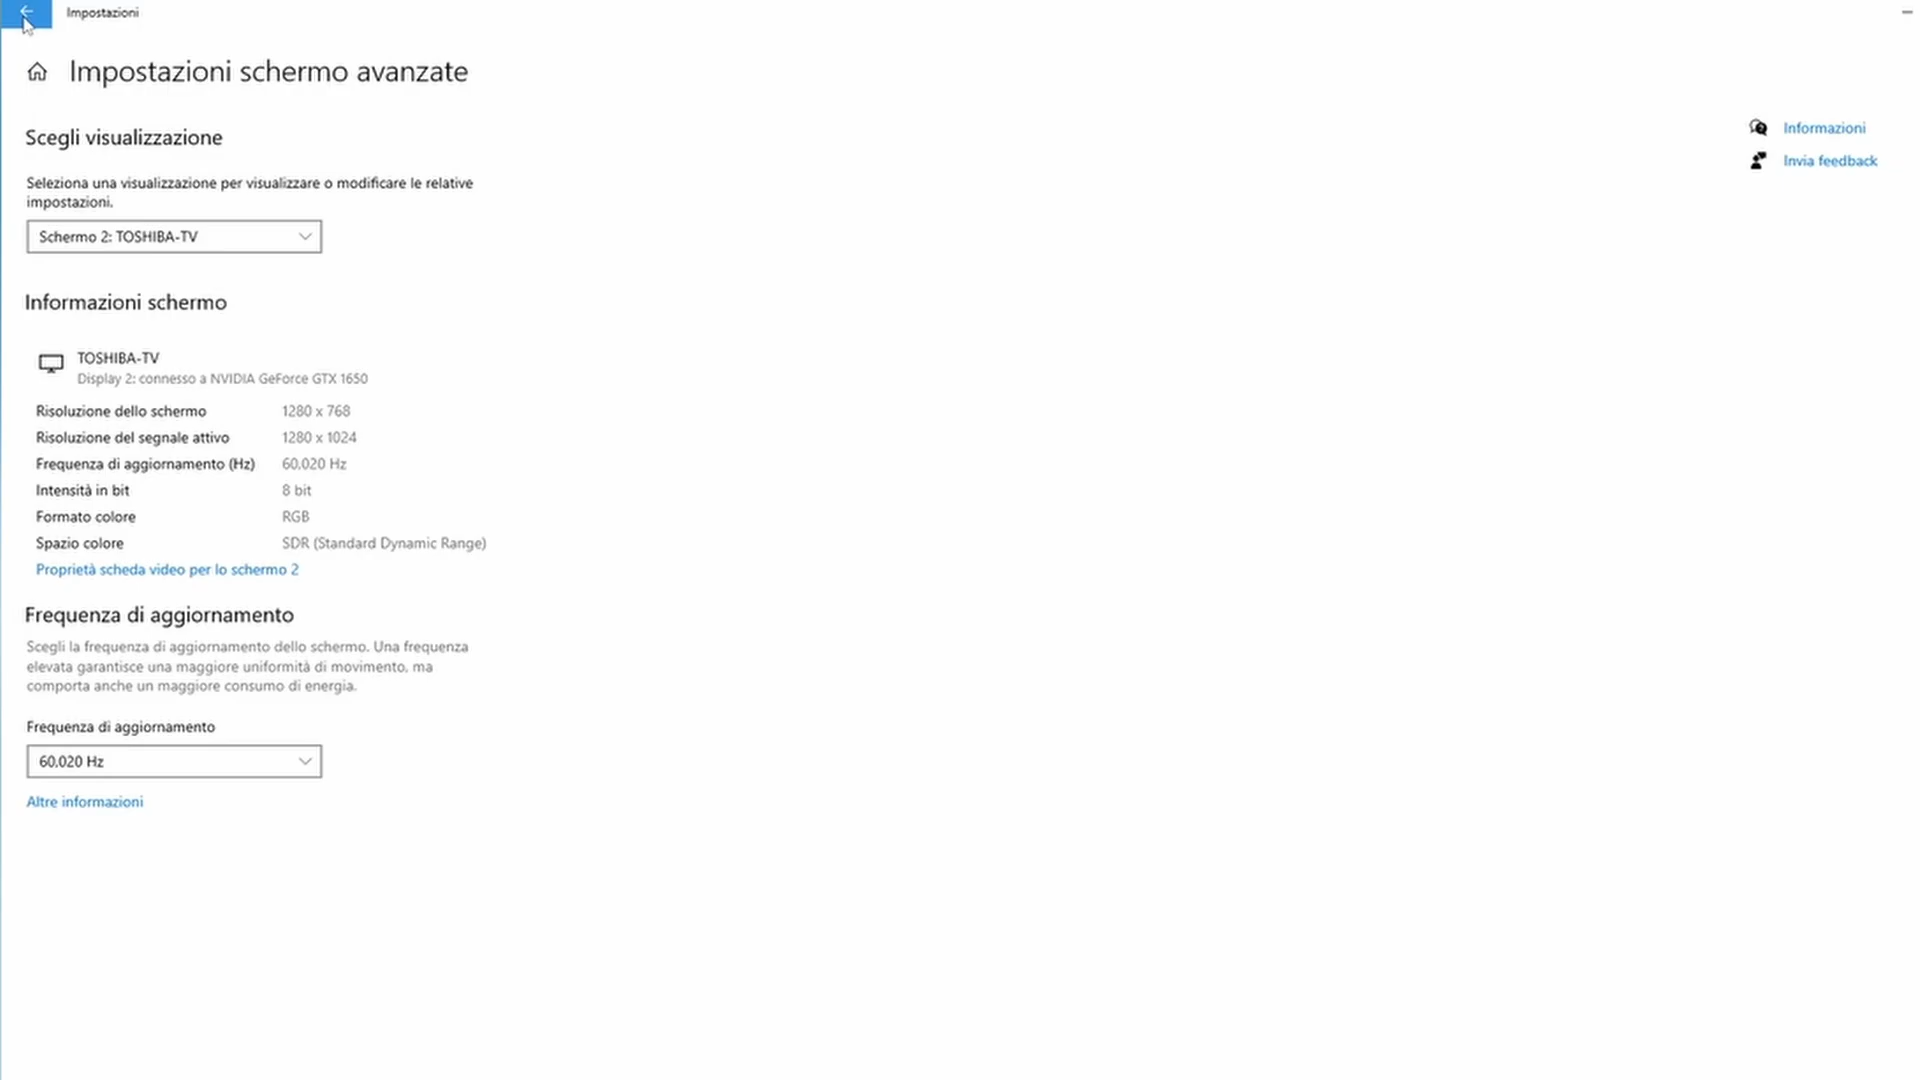 Impostazioni
Impostazioni schermo avanzate
Scegli visualizzazione
Seleziona una visualizzazione per visualizzare o modificare le relative
impostazioni.
Schermo 2: TOSHIBA-TV
Informazioni schermo
TOSHIBA-TV
Display 2: connesso a NVIDIA GeForce GTX 1650
Risoluzione dello schermo 1280 x 768
Risoluzione del segnale attivo 1280 x 1024
Frequenza di aggiornamento (Hz) 60,020 Hz
Intensità in bit 8 bit
Formato colore RGB
Spazio colore SDR (Standard Dynamic Range)
Proprietà scheda video per lo schermo 2
Frequenza di aggiornamento
Scegli la frequenza di aggiornamento dello schermo. Una frequenza
elevata garantisce una maggiore uniformità di movimento, ma
comporta anche un maggiore consumo di energia.
Frequenza di aggiornamento
60,020 Hz
Altre informazioni
Informazioni
Invia feedback